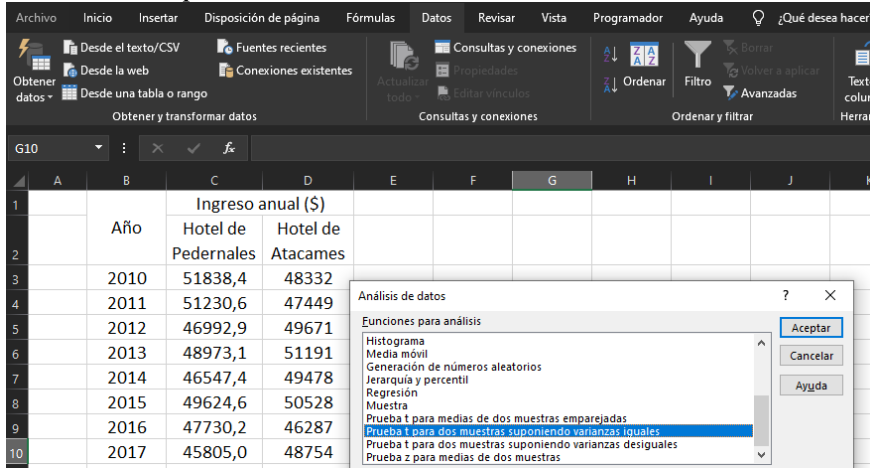 Archivo Inicio Insertar Disposición de página Fórmulas Datos Revisar Vista Programador Ayuda ¿Qué desea hacer
Obtener datos
Desde el texto/CSV
Desde la web
Desde una tabla o rango
Fuentes recientes
Conexiones existentes
Obtener y transformar datos
Actualizar todo
Consultas y conexiones
Propiedades
Editar vínculos
Consultas y conexiones
Ordenar
Filtro
Borrar
Volver a aplicar
Avanzadas
Ordenar y filtrar
Text
colu
Herra
G10 fx
A B C D E F G H I J
1 Ingreso anual ($)
2 Año Hotel de Pedernales Hotel de Atacames
3 2010 51838,4 48332
4 2011 51230,6 47449
5 2012 46992,9 49671
6 2013 48973,1 51191
7 2014 46547,4 49478
8 2015 49624,6 50528
9 2016 47730,2 46287
10 2017 45805,0 48754
Análisis de datos ? X
Funciones para análisis
Histograma
Media móvil
Generación de números aleatorios
Jerarquía y percentil
Regresión
Muestra
Prueba t para medias de dos muestras emparejadas
Prueba t para dos muestras suponiendo varianzas iguales
Prueba t para dos muestras suponiendo varianzas desiguales
Prueba z para medias de dos muestras
Aceptar
Cancelar
Ayuda